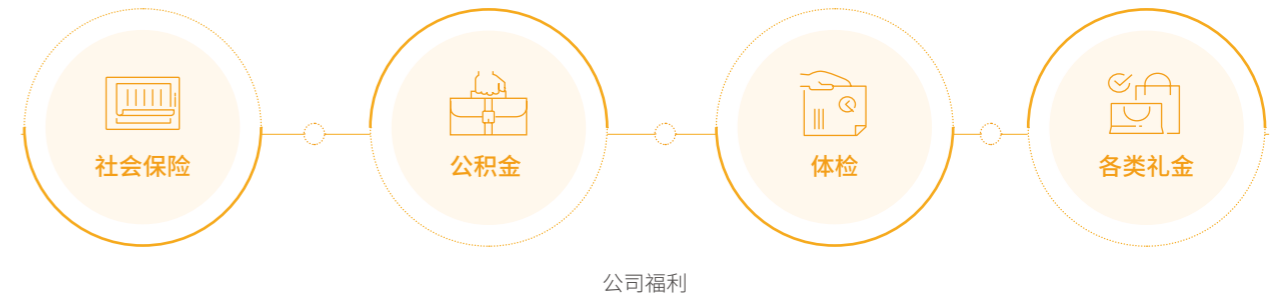 社会保险
公积金
体检
各类礼金
公司福利